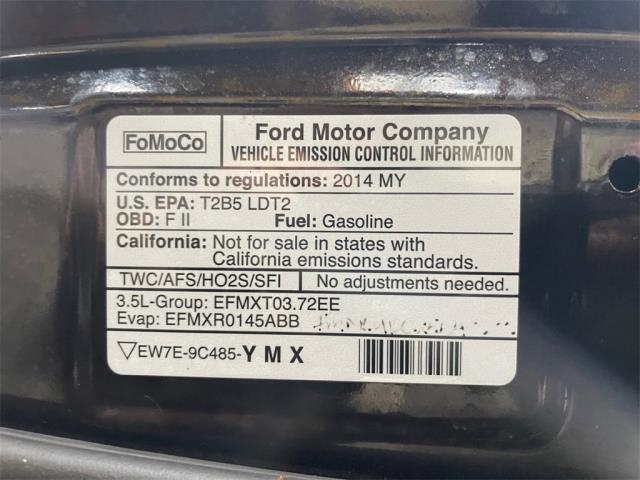 FoMoCo
Ford Motor Company
VEHICLE EMISSION CONTROL INFORMATION
Conforms to regulations: 2014 MY
U.S. EPA: T2B5 LDT2
OBD: F II Fuel: Gasoline
California: Not for sale in states with
California emissions standards.
TWC/AFS/HO2S/SFI No adjustments needed.
3.5L-Group: EFMXT03.72EE
Evap: EFMXR0145ABB
▽EW7E-9C485-Y M X